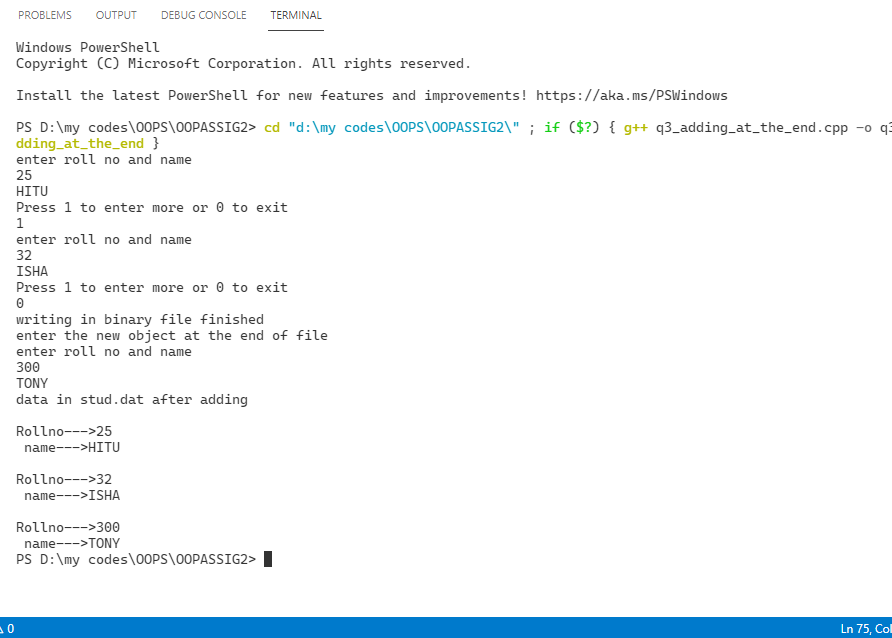 PROBLEMS OUTPUT DEBUG CONSOLE TERMINAL
Windows PowerShell
Copyright (C) Microsoft Corporation. All rights reserved.
Install the latest PowerShell for new features and improvements! https://aka.ms/PSWindows
PS D:\my codes\OOPS\OOPASSIG2> cd "d:\my codes\OOPS\OOPASSIG2\" ; if ($?) { g++ q3_adding_at_the_end.cpp -o q3
dding_at_the_end }
enter roll no and name
25
HITU
Press 1 to enter more or 0 to exit
1
enter roll no and name
32
ISHA
Press 1 to enter more or 0 to exit
0
writing in binary file finished
enter the new object at the end of file
enter roll no and name
300
TONY
data in stud.dat after adding
Rollno--->25
name--->HITU
Rollno--->32
name--->ISHA
Rollno--->300
name--->TONY
PS D:\my codes\OOPS\OOPASSIG2>
0 Ln 75, Col